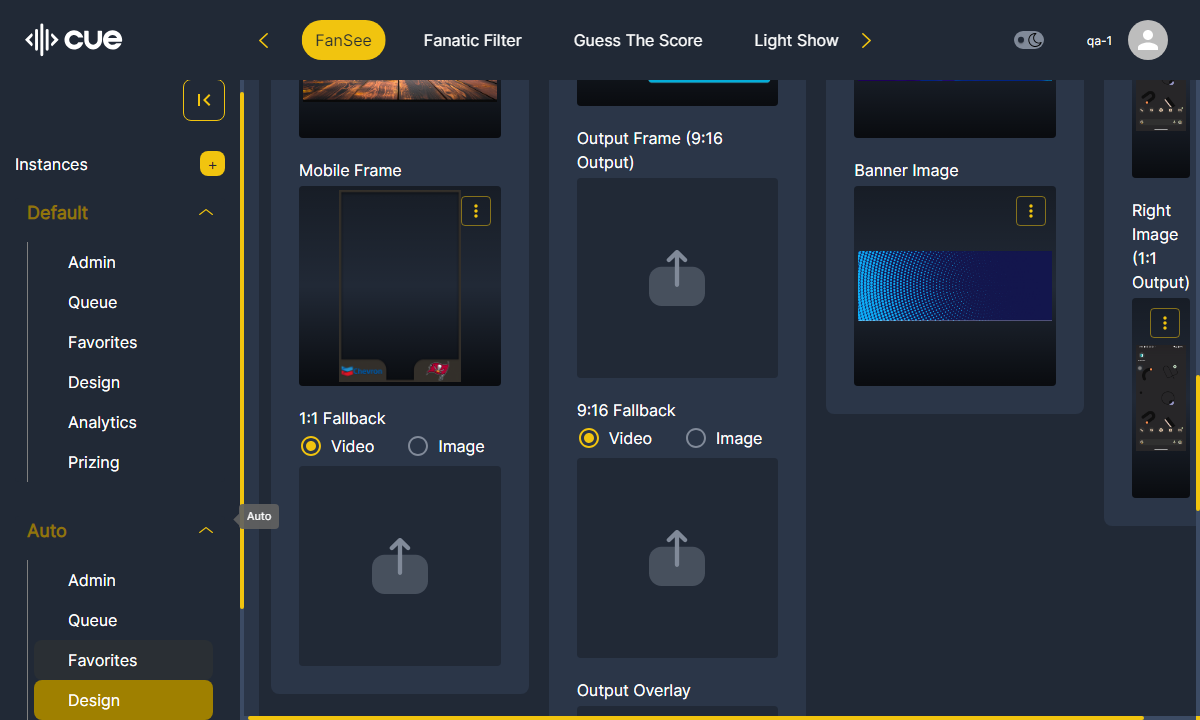 cue
FanSee
Fanatic Filter
Guess The Score
Light Show
qa-1
Instances
+
Default
Admin
Queue
Favorites
Design
Analytics
Prizing
Auto
Auto
Admin
Queue
Favorites
Design
Mobile Frame
1:1 Fallback
Video
Image
Output Frame (9:16
Output)
9:16 Fallback
Video
Image
Output Overlay
Banner Image
Right
Image
(1:1
Output)